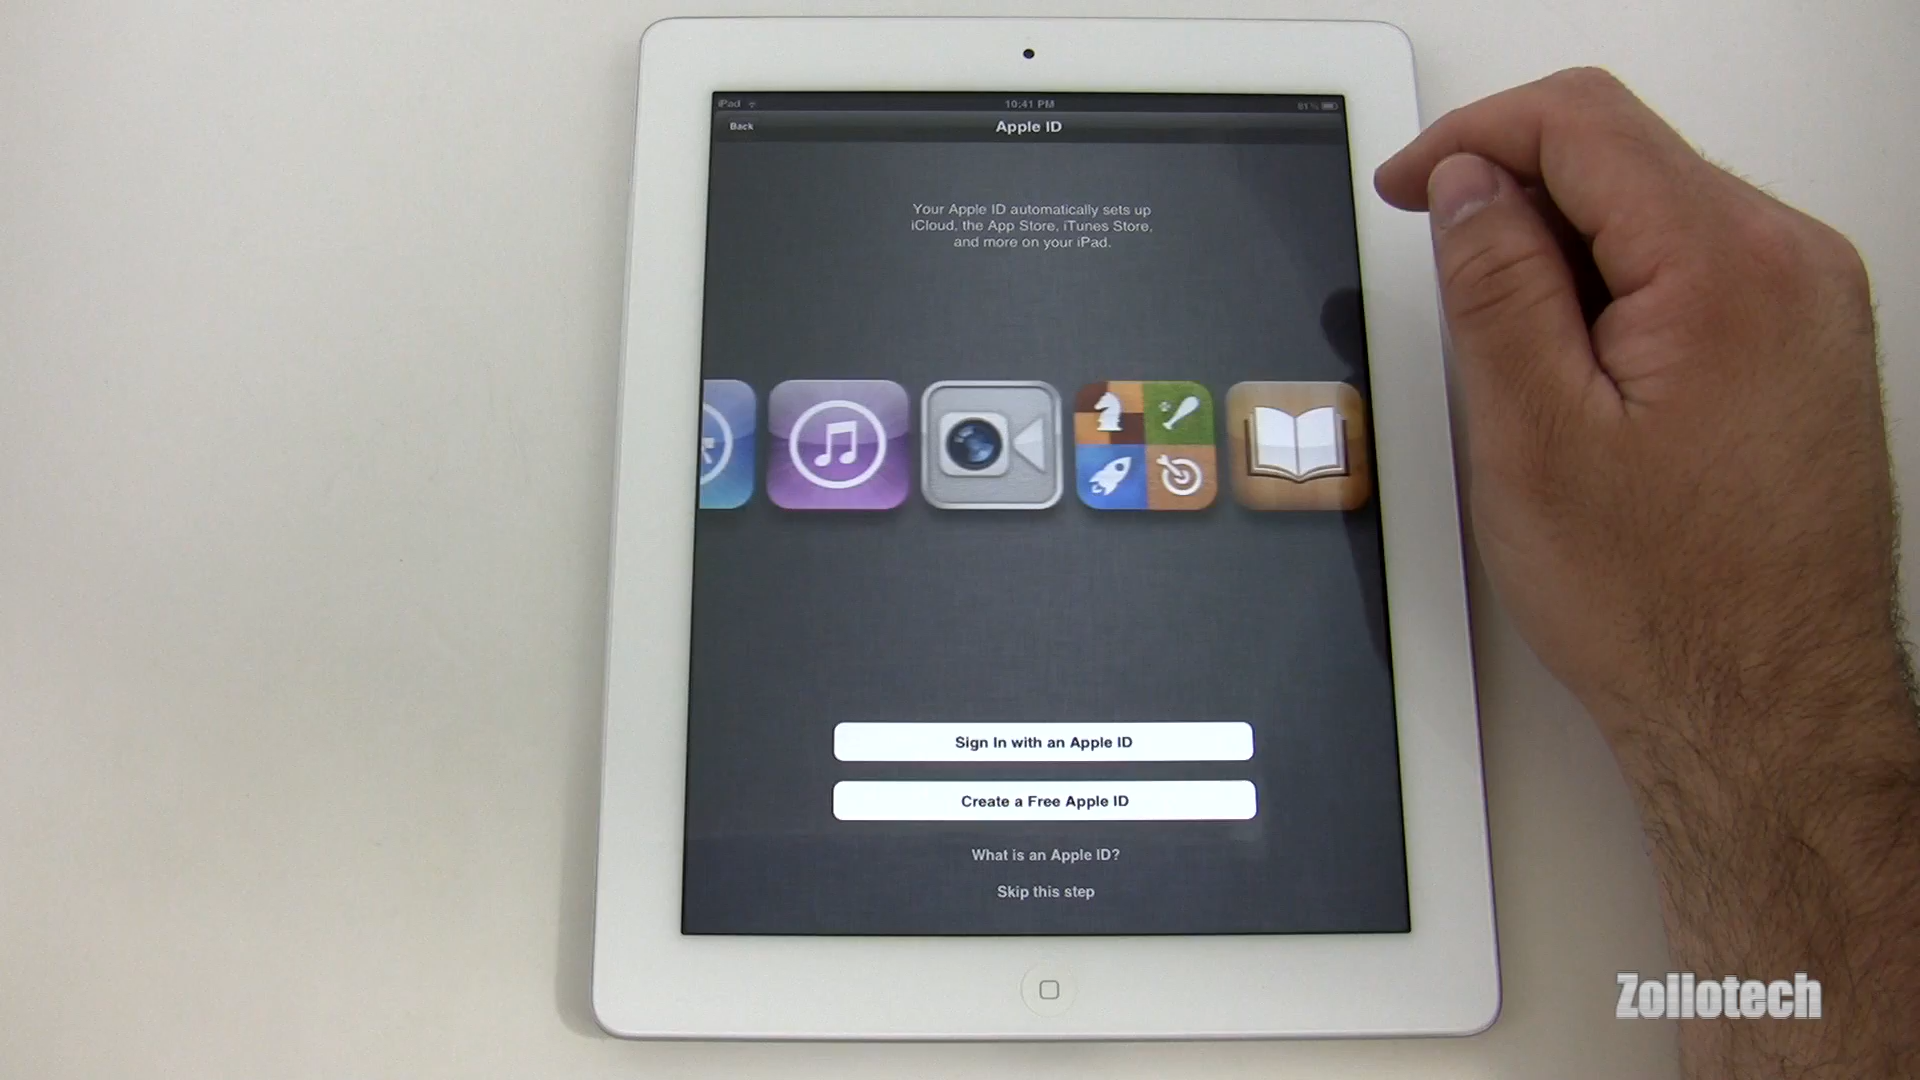 iPad
10:41 PM
81%
Back
Apple ID
Your Apple ID automatically sets up
iCloud, the App Store, iTunes Store,
and more on your iPad.
Sign In with an Apple ID
Create a Free Apple ID
What is an Apple ID?
Skip this step
Zollotech